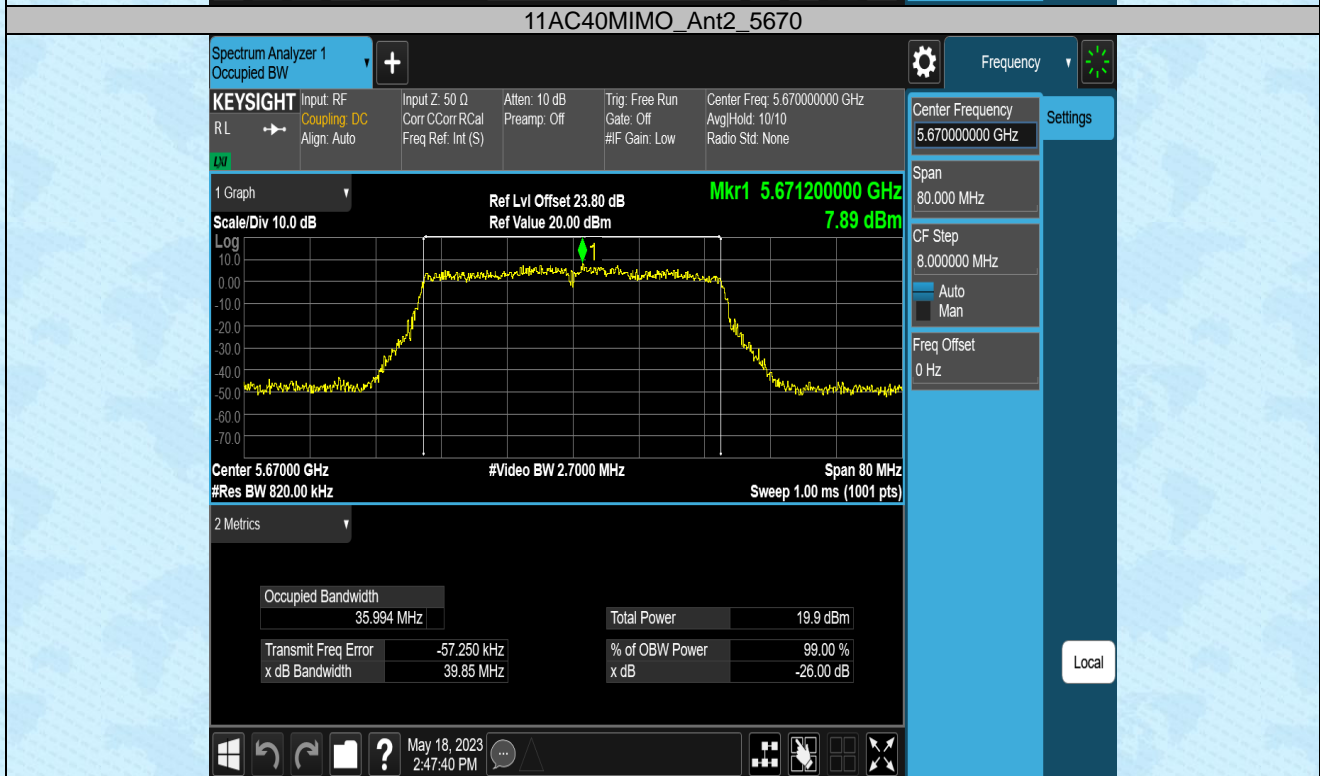 11AC40MIMO_Ant2_5670
Spectrum Analyzer 1
Occupied BW
+
Frequency
KEYSIGHT
RL
LXI
Input: RF
Coupling: DC
Align: Auto
Input Z: 50 Ω
Corr CCorr RCal
Freq Ref: Int (S)
Atten: 10 dB
Preamp: Off
Trig: Free Run
Gate: Off
#IF Gain: Low
Center Freq: 5.670000000 GHz
Avg|Hold: 10/10
Radio Std: None
Center Frequency
5.670000000 GHz
Settings
Span
80.000 MHz
CF Step
8.000000 MHz
Auto
Man
Freq Offset
0 Hz
1 Graph
Scale/Div 10.0 dB
Ref Lvl Offset 23.80 dB
Ref Value 20.00 dBm
Mkr1 5.671200000 GHz
7.89 dBm
Log
10.0
0.00
-10.0
-20.0
-30.0
-40.0
-50.0
-60.0
-70.0
1
Center 5.67000 GHz
#Res BW 820.00 kHz
#Video BW 2.7000 MHz
Span 80 MHz
Sweep 1.00 ms (1001 pts)
2 Metrics
Occupied Bandwidth
35.994 MHz
Transmit Freq Error -57.250 kHz
x dB Bandwidth 39.85 MHz
Total Power 19.9 dBm
% of OBW Power 99.00 %
x dB -26.00 dB
Local
?
May 18, 2023
2:47:40 PM